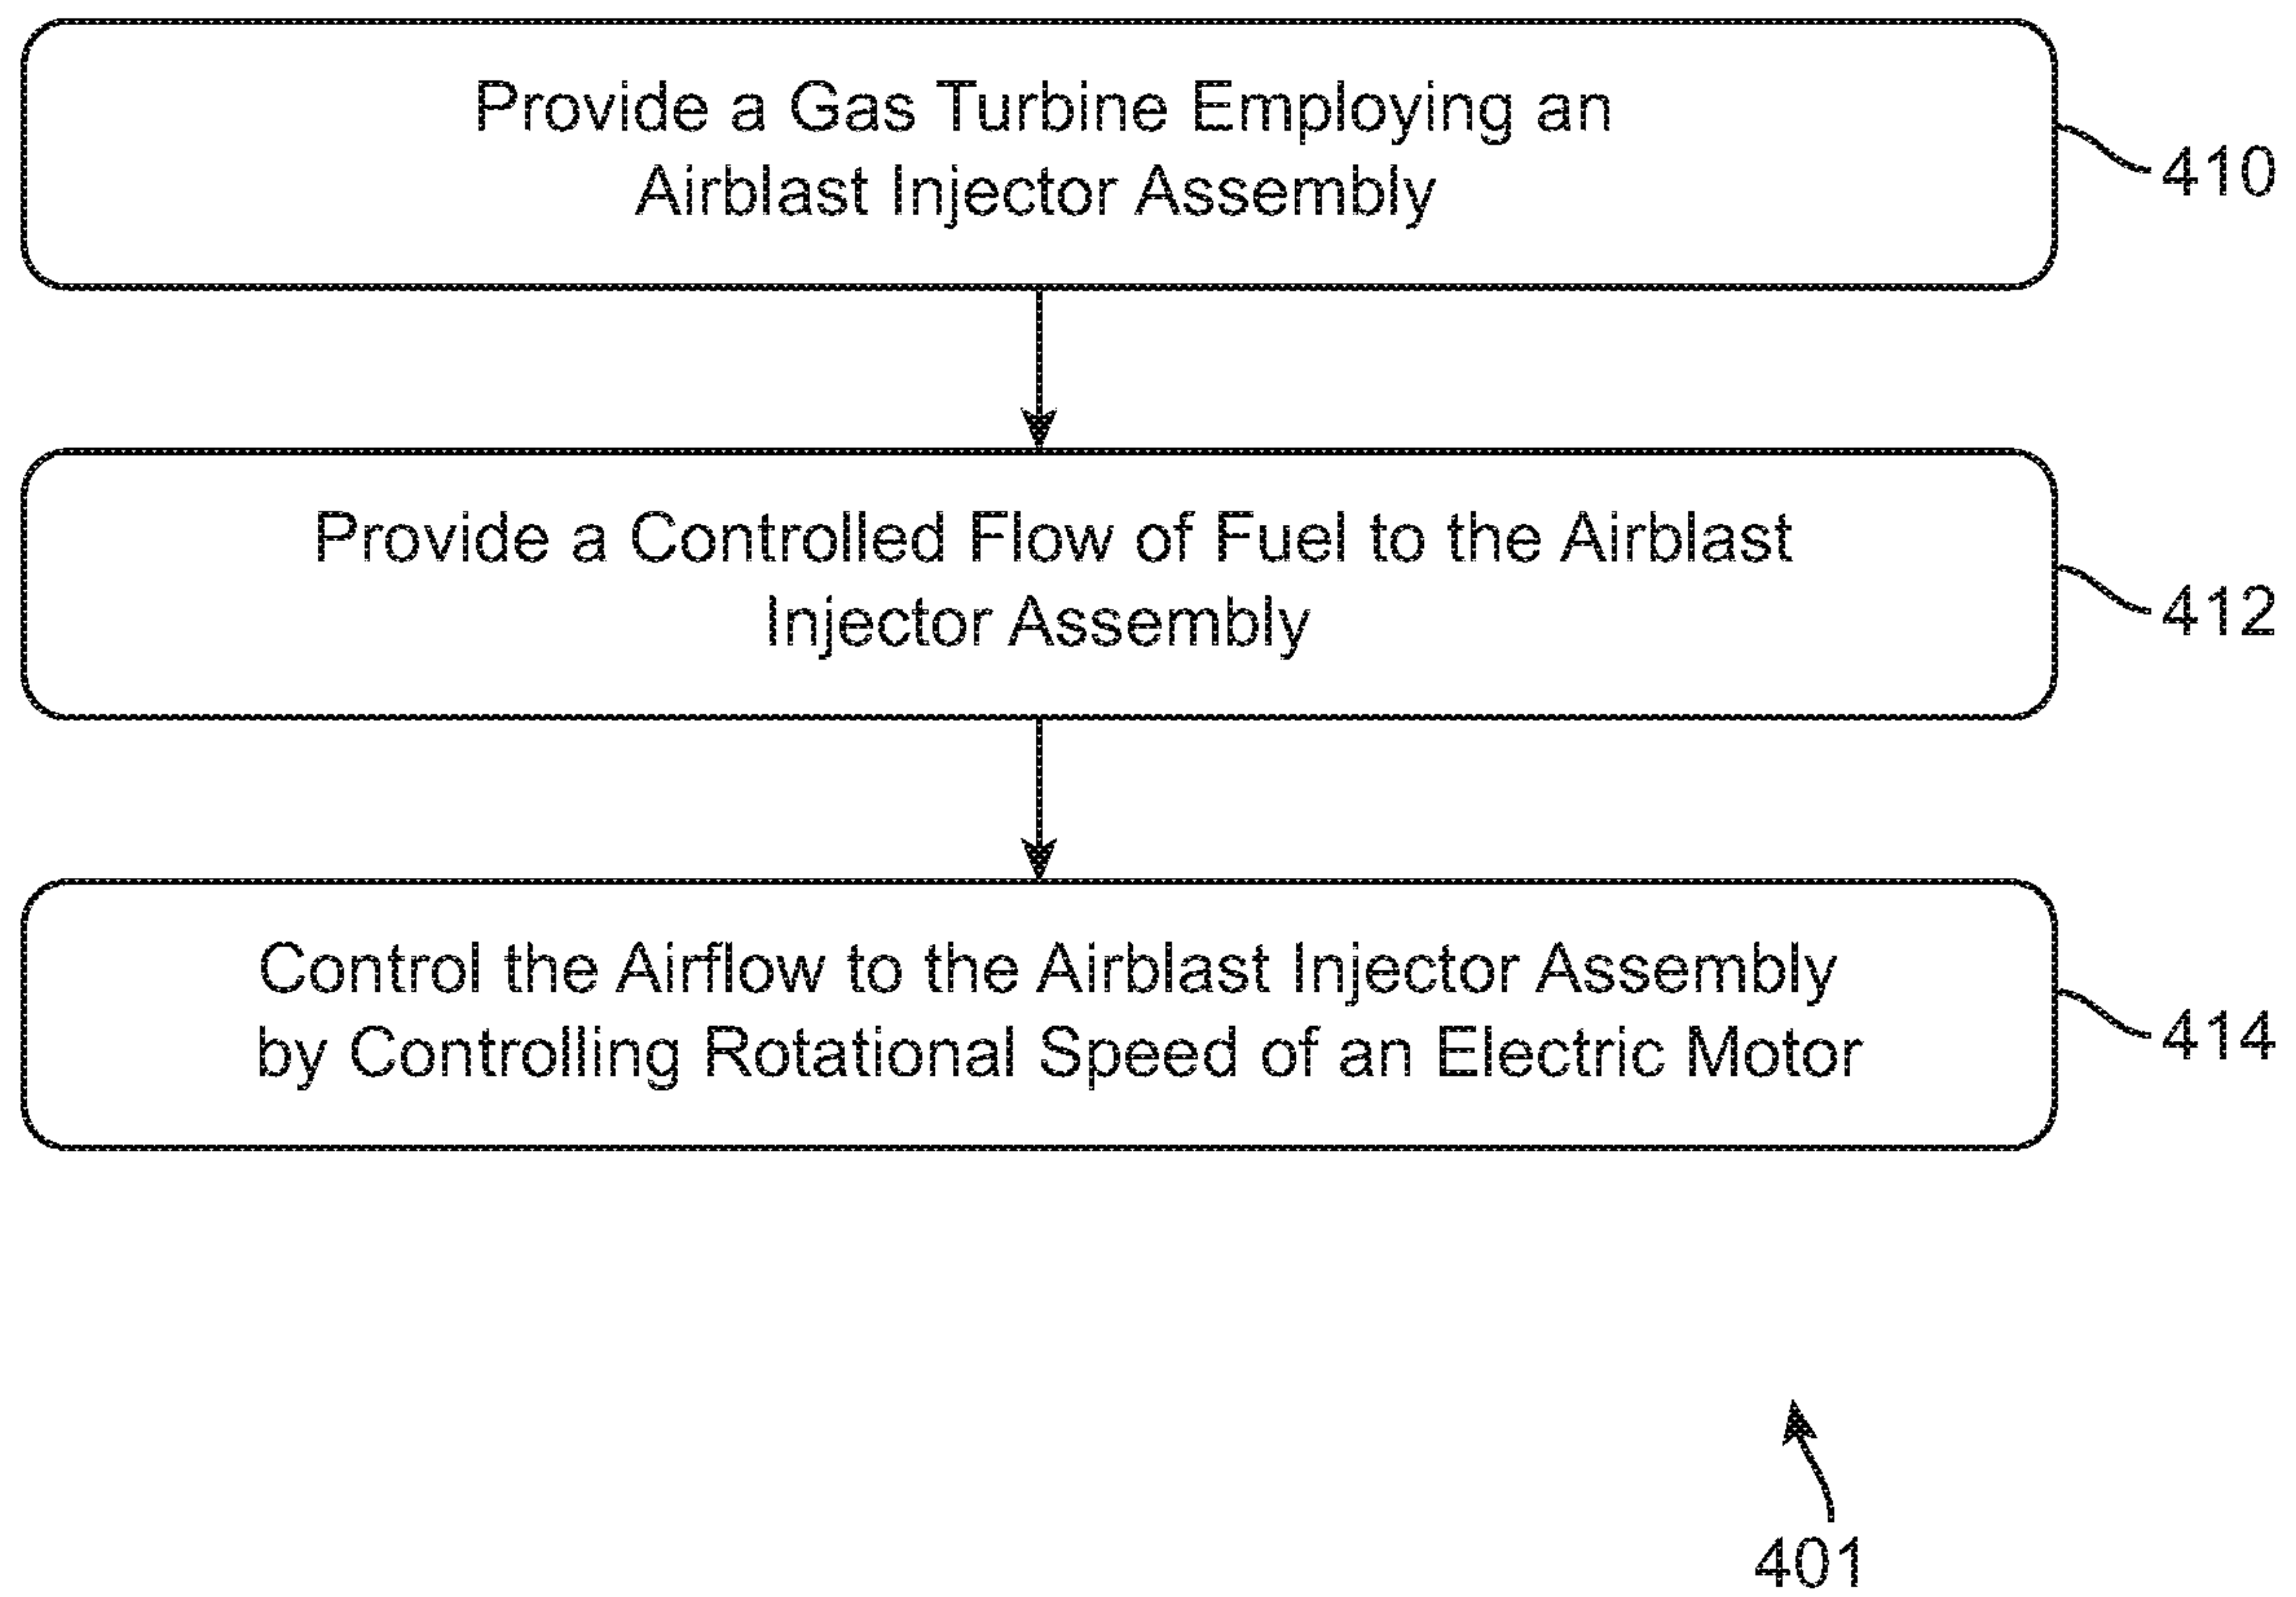 Provide a Gas Turbine Employing an
Airblast Injector Assembly
410
Provide a Controlled Flow of Fuel to the Airblast
Injector Assembly
412
Control the Airflow to the Airblast Injector Assembly
by Controlling Rotational Speed of an Electric Motor
414
401